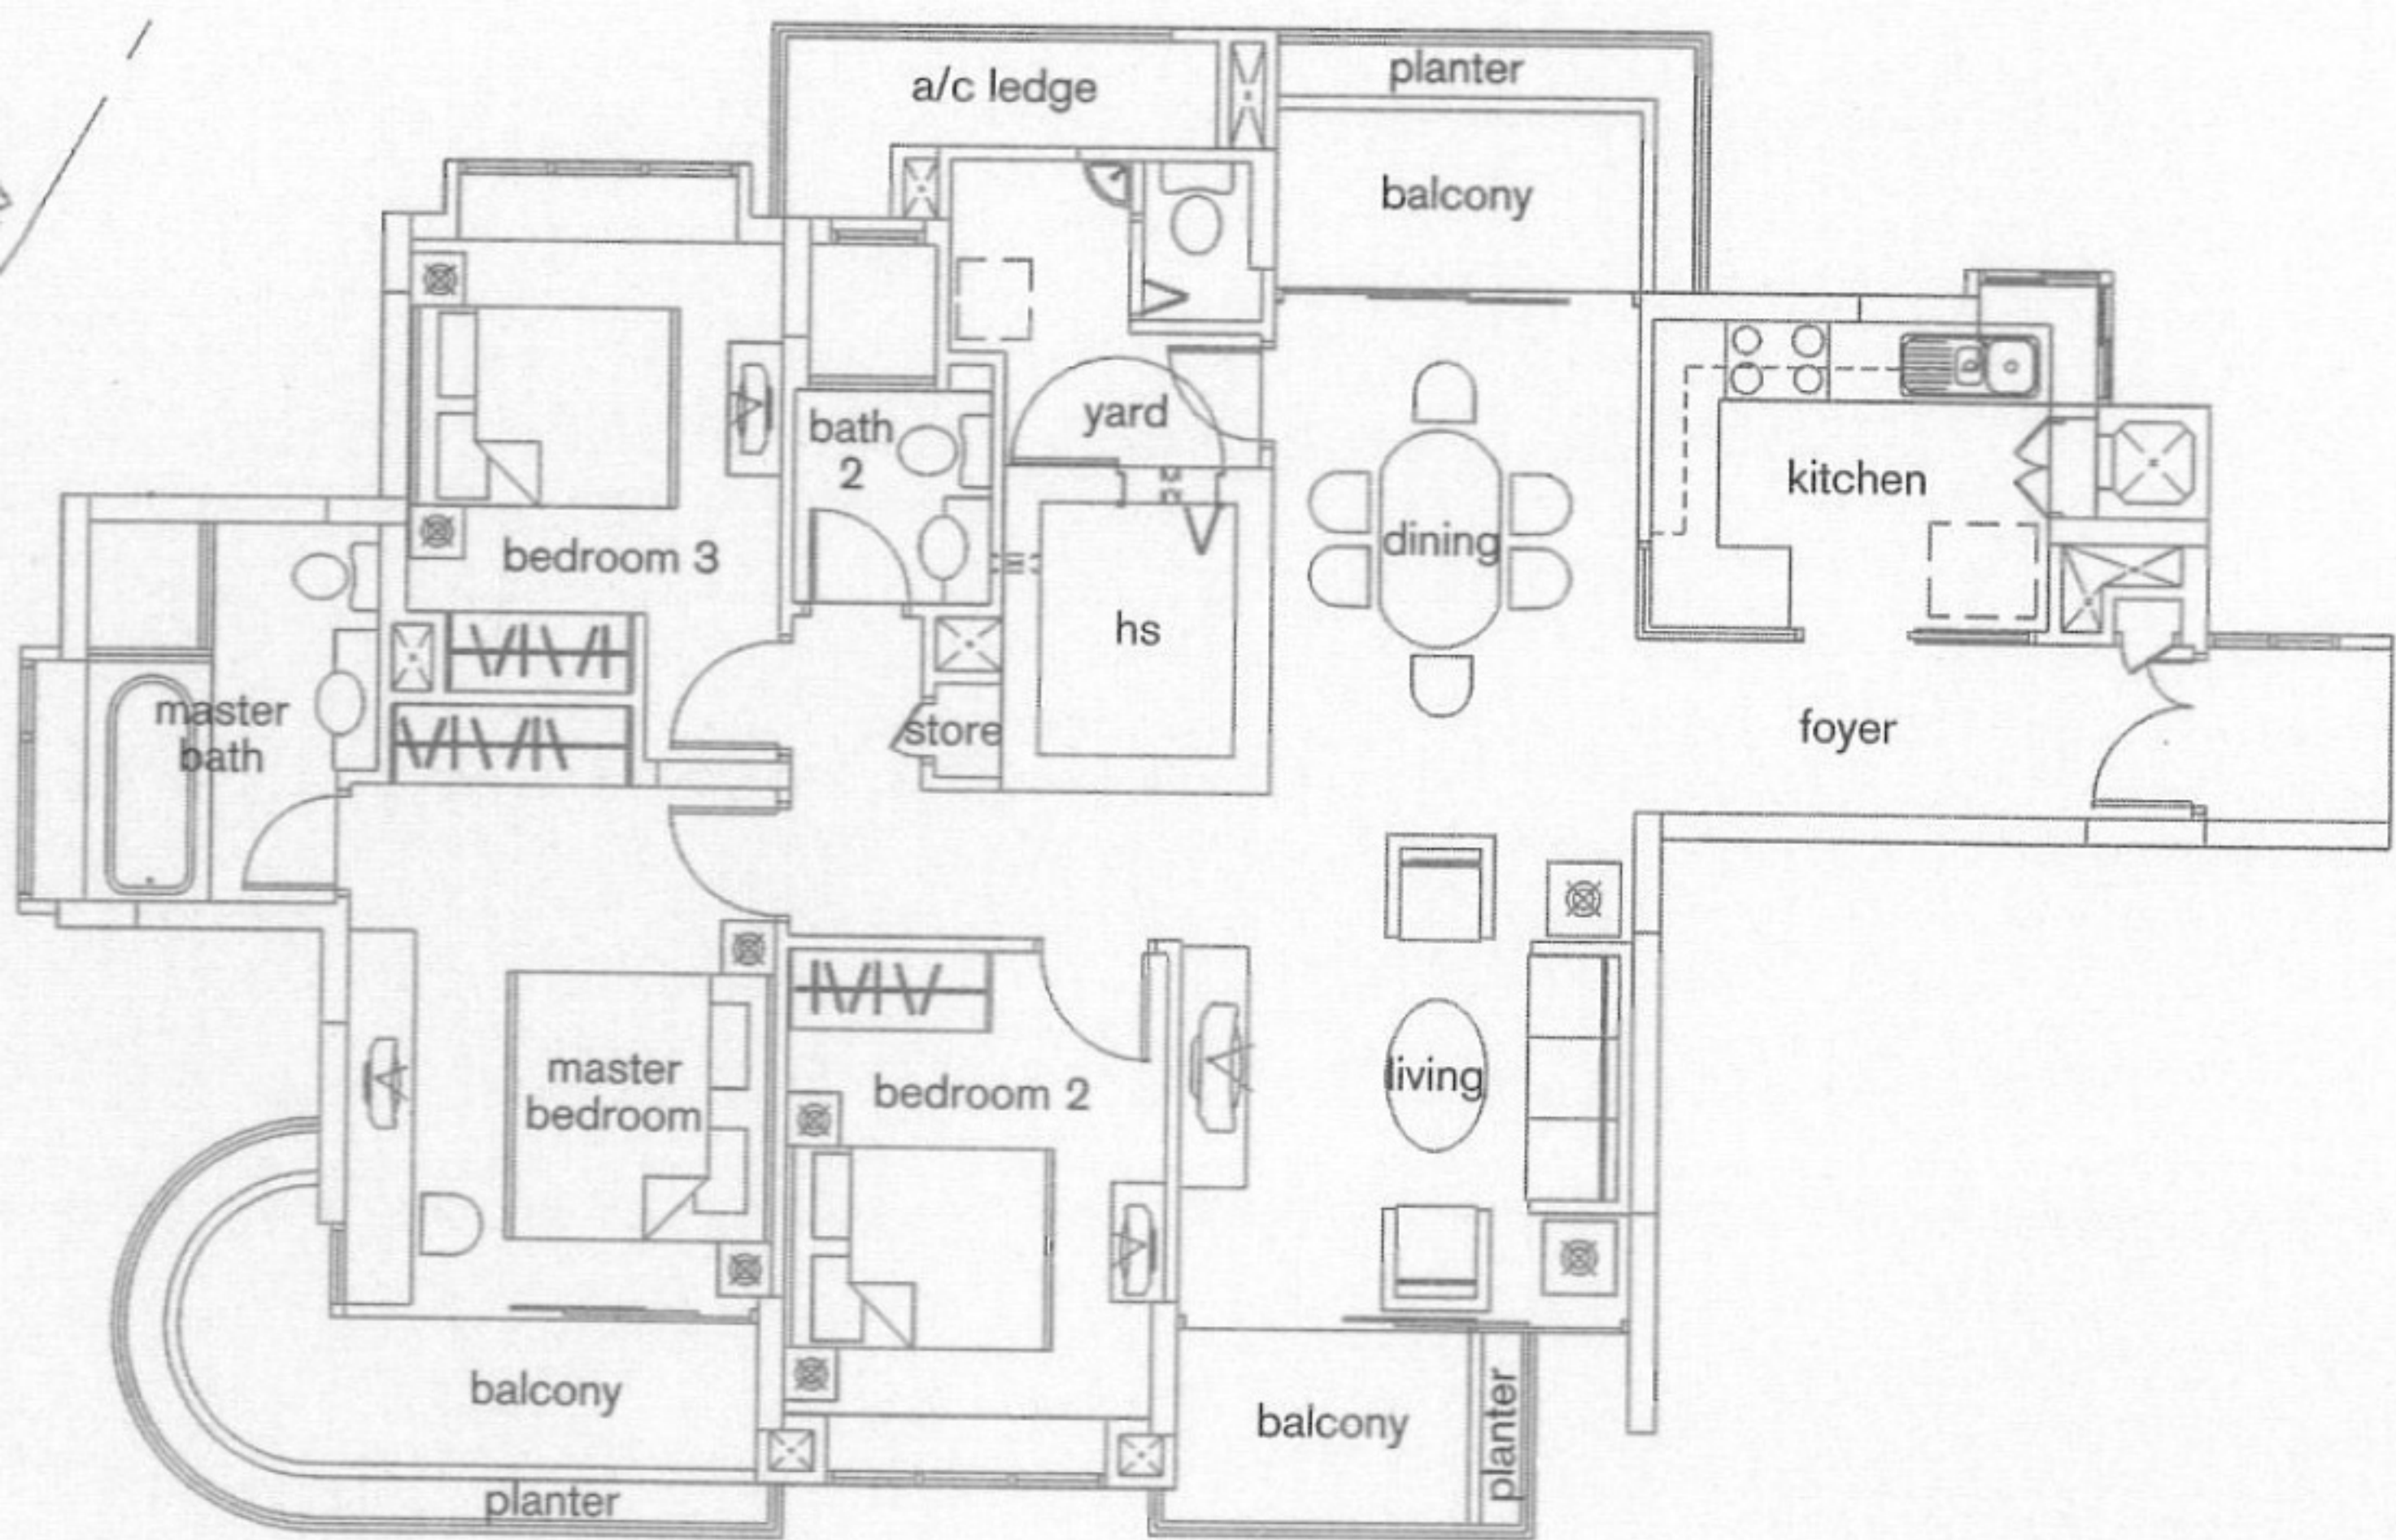 a/c ledge
planter
balcony
bath
2
yard
kitchen
dining
bedroom 3
hs
master
bath
store
foyer
master
bedroom
bedroom 2
living
balcony
balcony
planter
planter